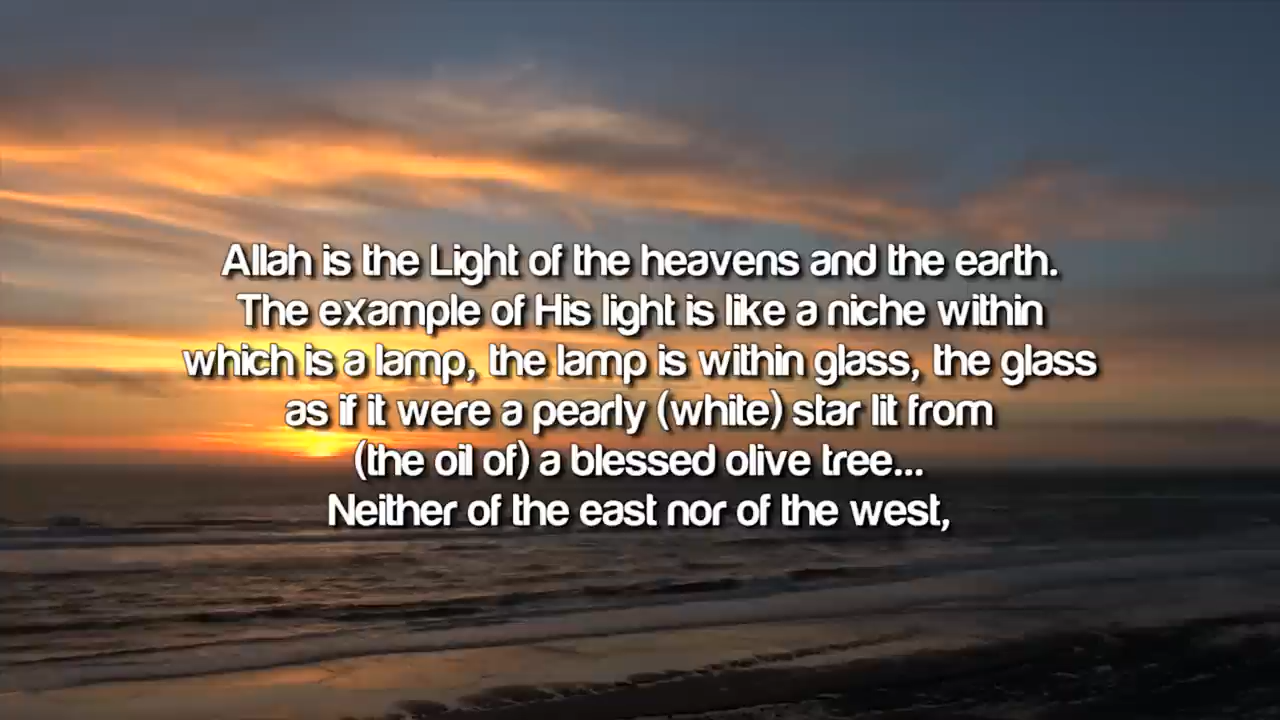 Allah is the Light of the heavens and the earth.
The example of His light is like a niche within
which is a lamp, the lamp is within glass, the glass
as if it were a pearly (white) star lit from
(the oil of) a blessed olive tree...
Neither of the east nor of the west,